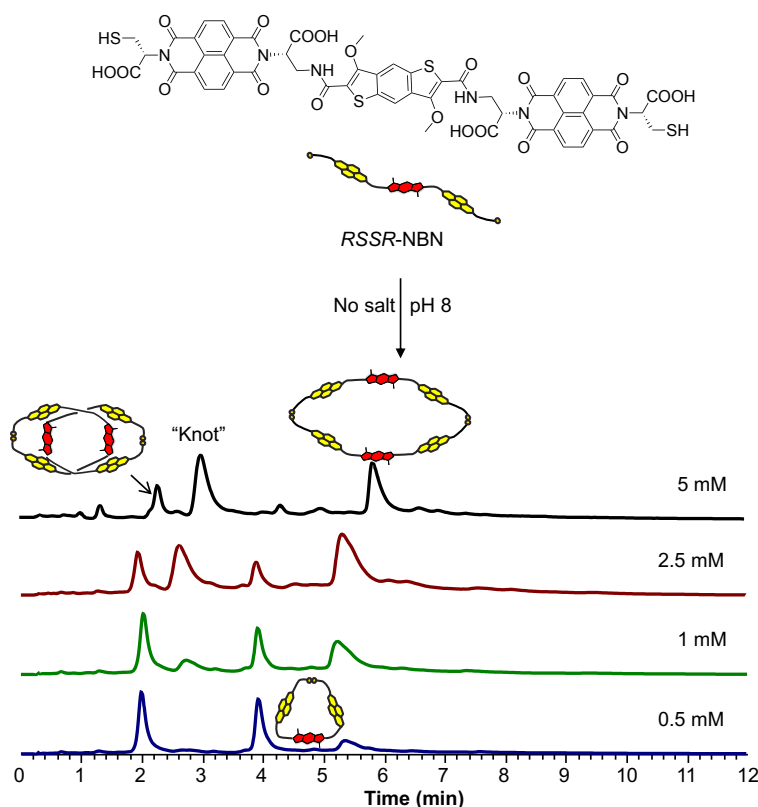 HS
HOOC
N
O
O
O
O
N
COOH
NH
O
O
S
S
O
O
HN
HOOC
N
O
O
O
O
N
COOH
SH
RSSR-NBN
No salt pH 8
"Knot"
5 mM
2.5 mM
1 mM
0.5 mM
0 1 2 3 4 5 6 7 8 9 10 11 12
Time (min)